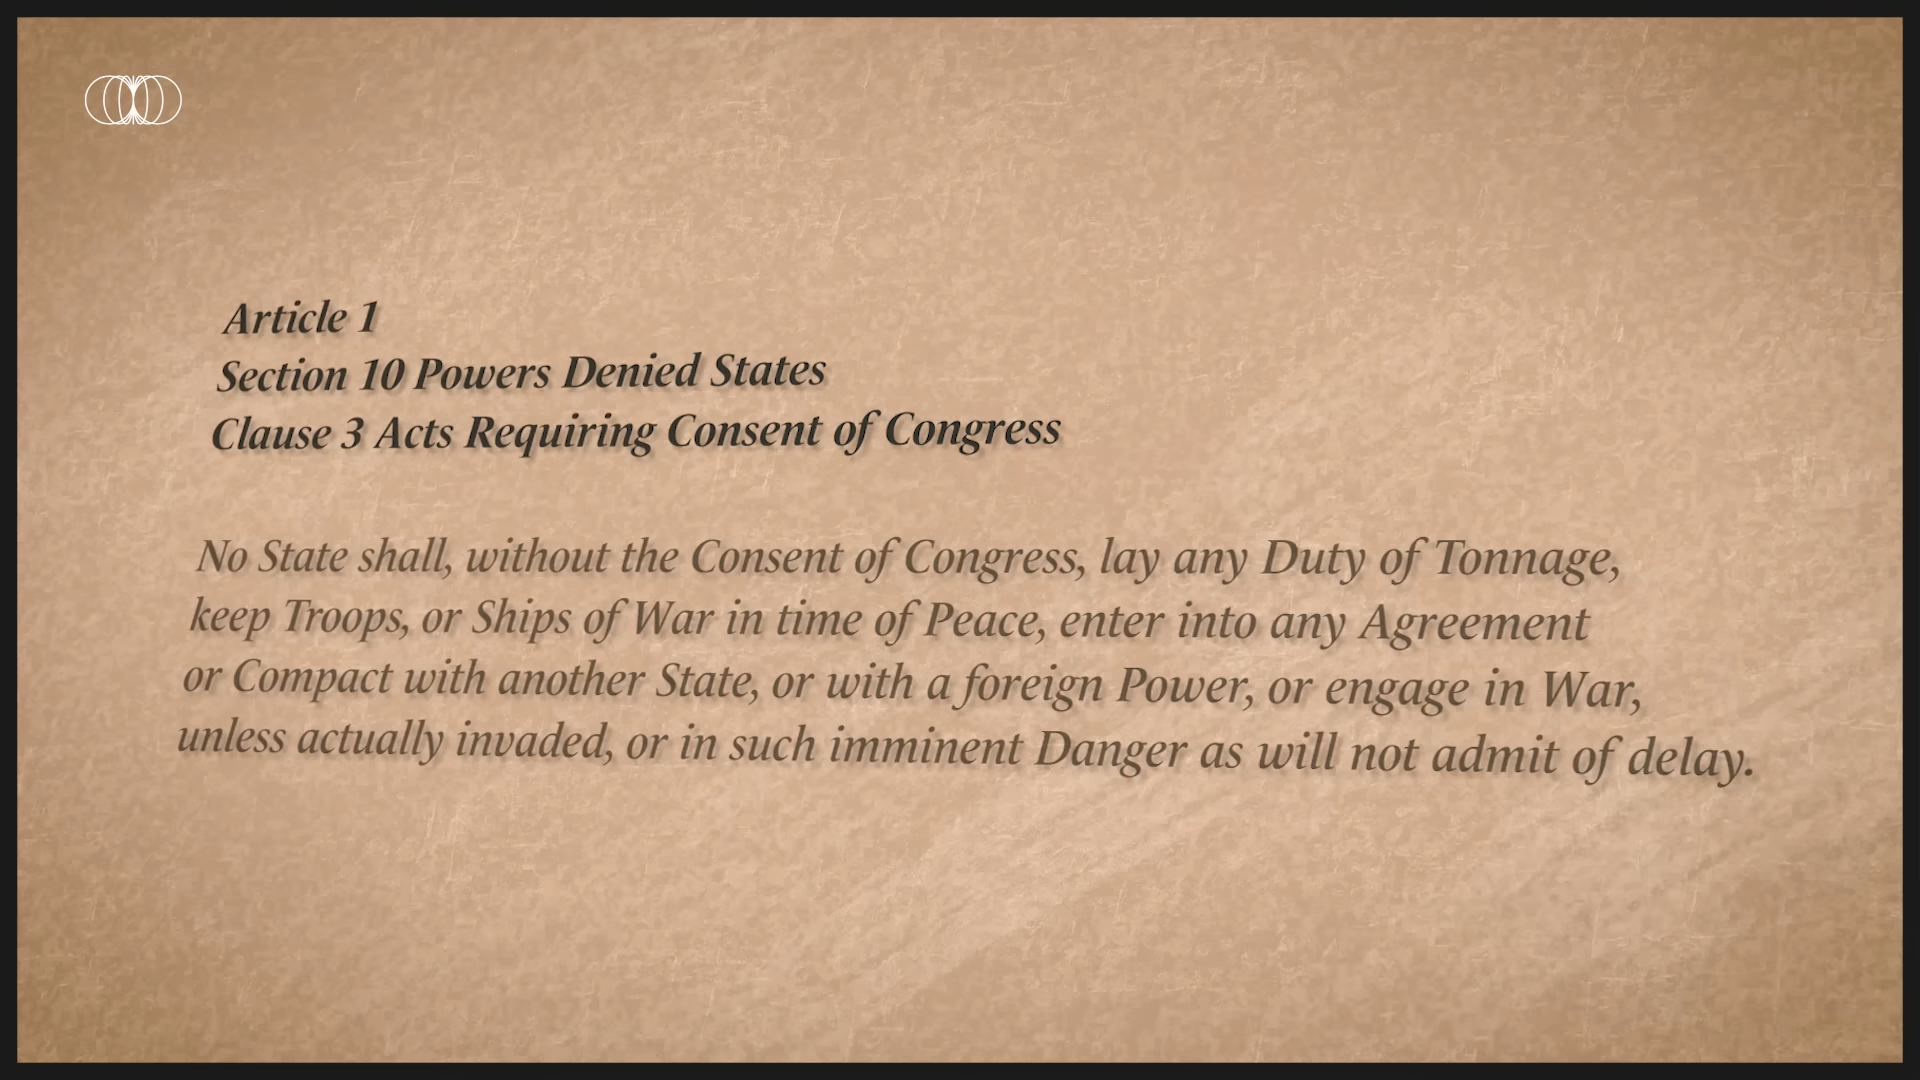 Article 1
Section 10 Powers Denied States
Clause 3 Acts Requiring Consent of Congress
No State shall, without the Consent of Congress, lay any Duty of Tonnage,
keep Troops, or Ships of War in time of Peace, enter into any Agreement
or Compact with another State, or with a foreign Power, or engage in War,
unless actually invaded, or in such imminent Danger as will not admit of delay.